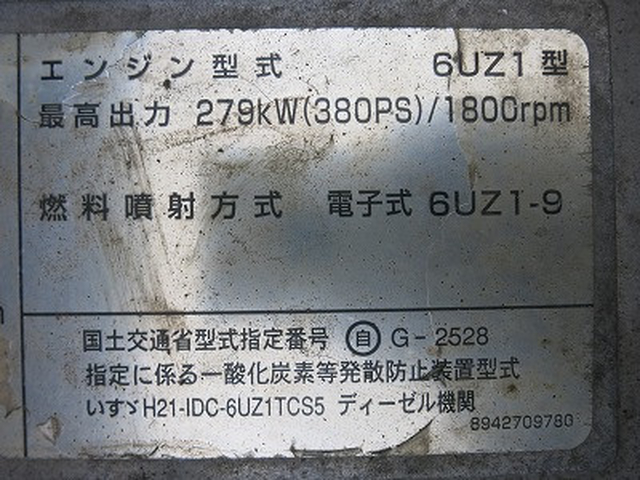 エンジン型式 6UZ1型
最高出力 279kW(380PS)/1800rpm
燃料噴射方式 電子式 6UZ1-9
国土交通省型式指定番号 自 G-2528
指定に係る一酸化炭素等発散防止装置型式
いすゞH21-IDC-6UZ1TCS5 ディーゼル機関
8942709780